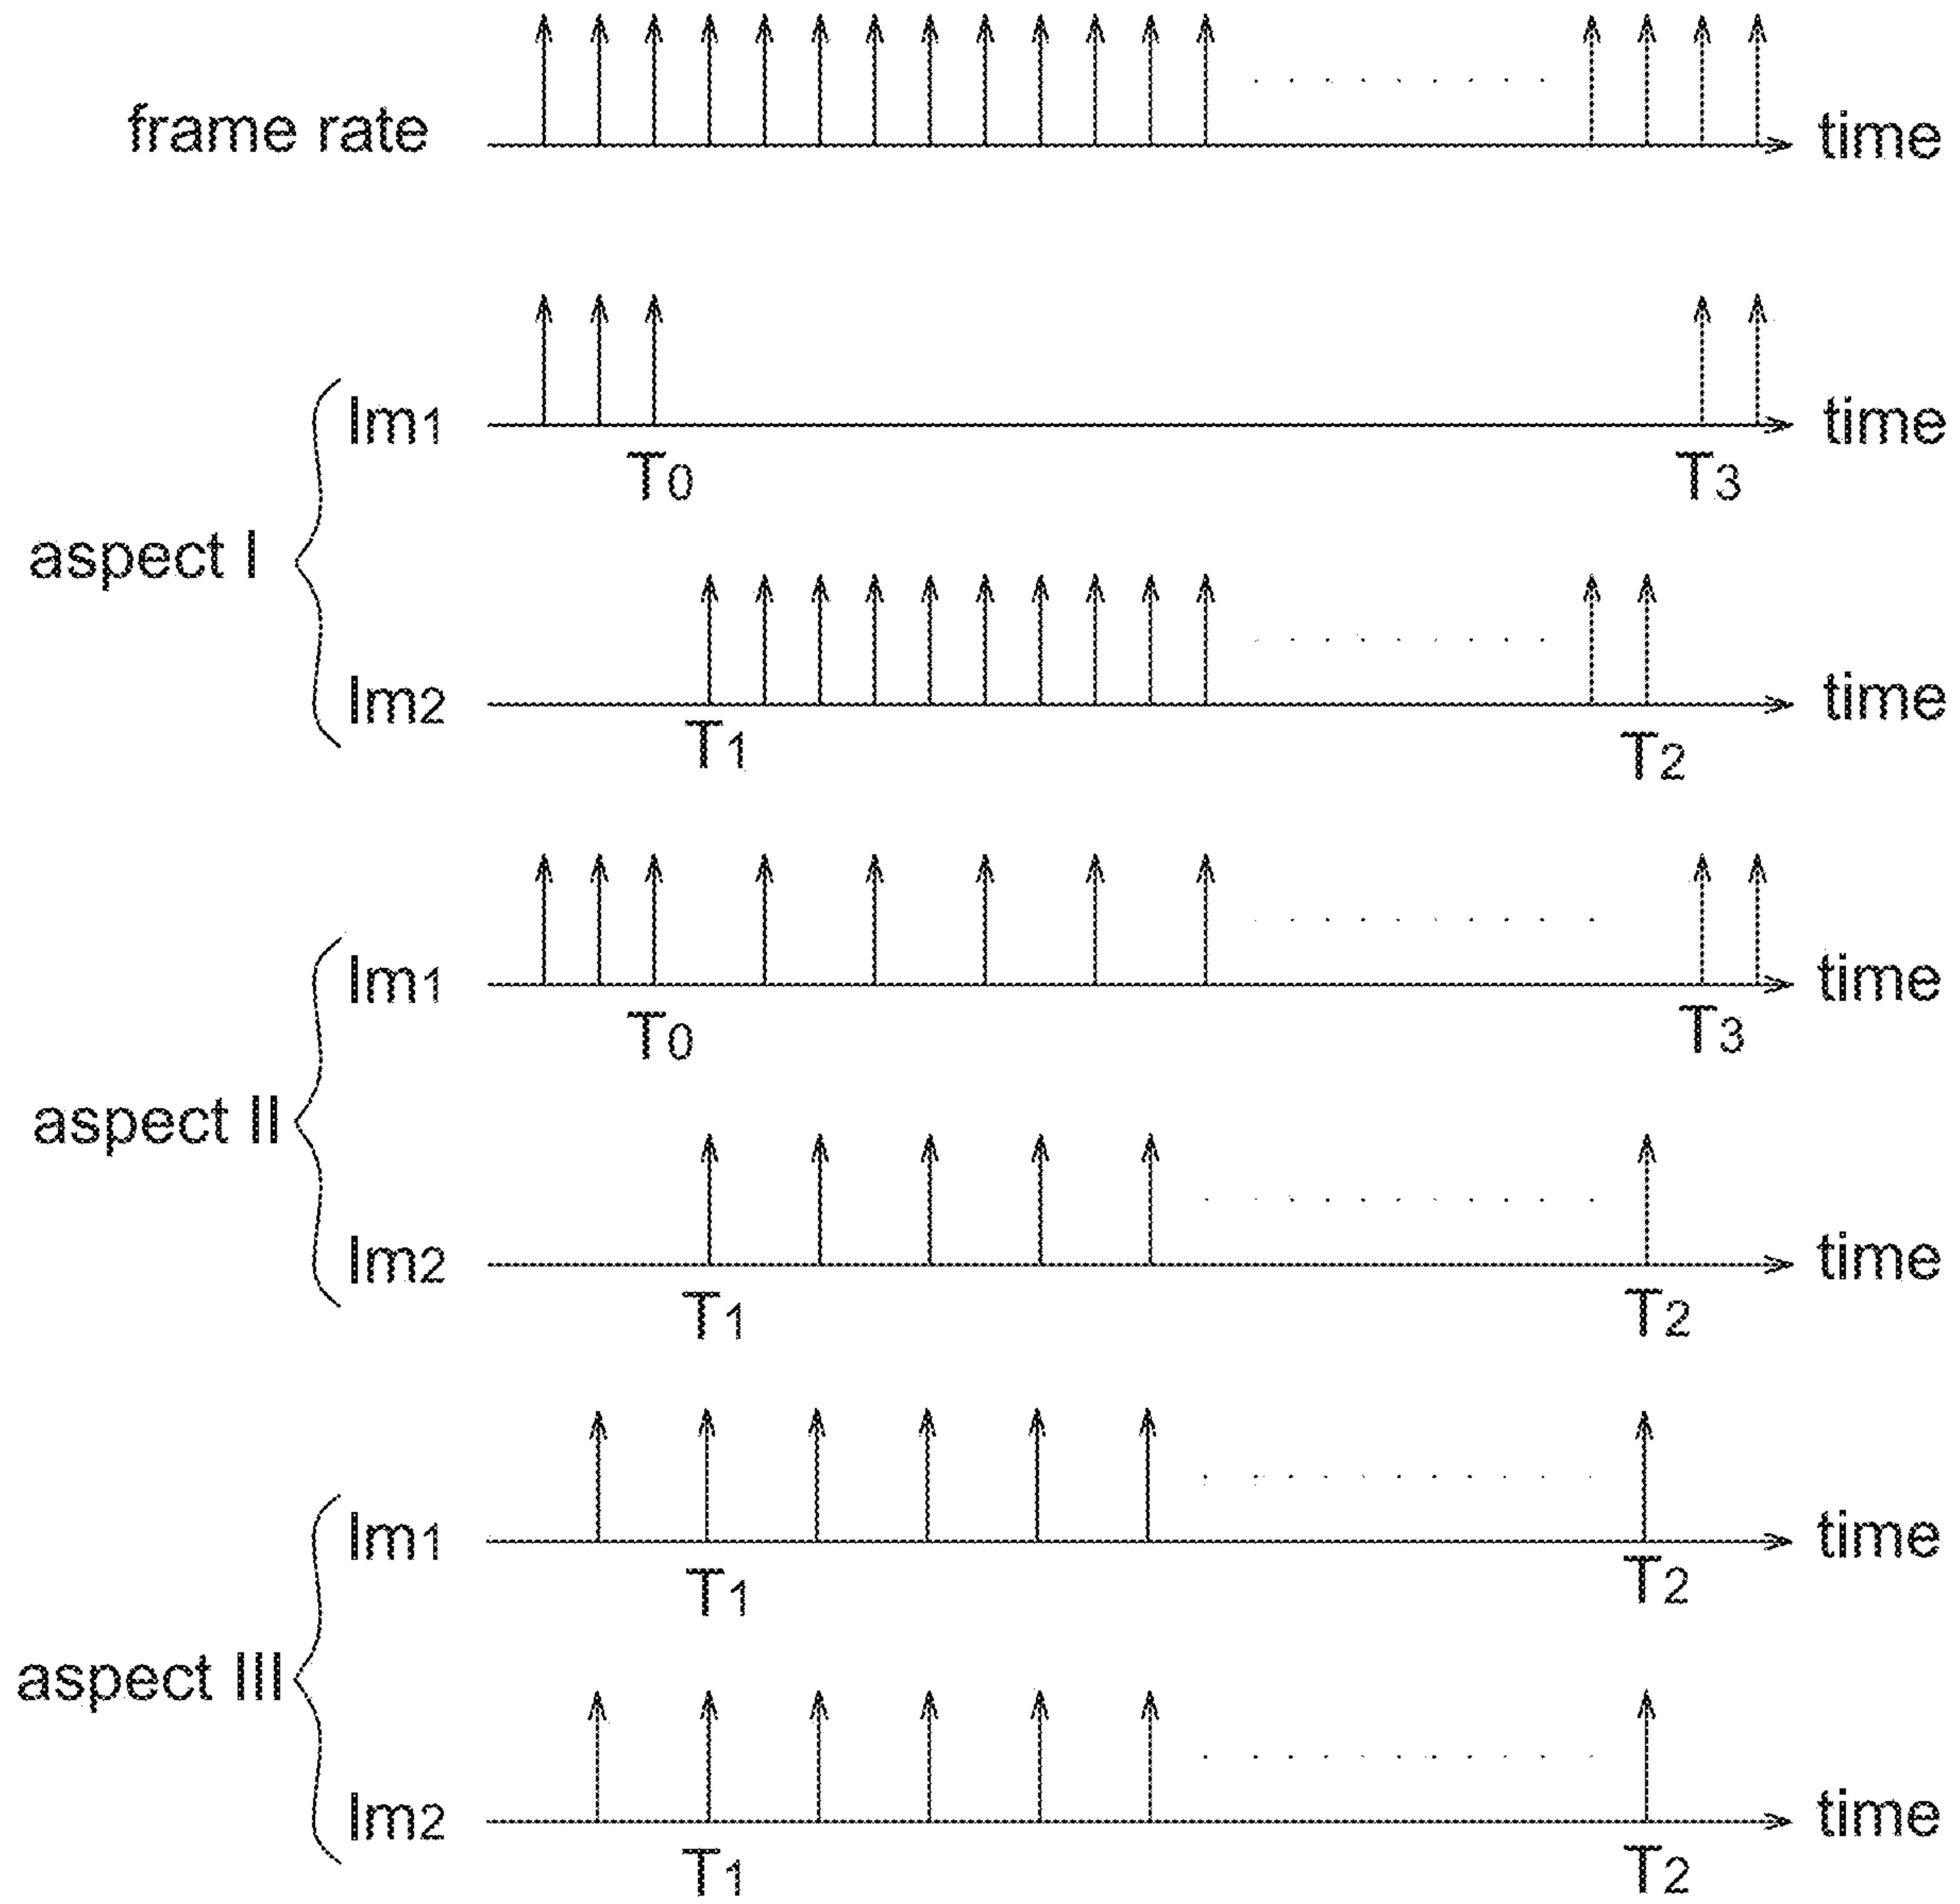 frame rate time
Im1 time
T0 T3
aspect I
Im2 time
T1 T2
Im1 time
T0 T3
aspect II
Im2 time
T1 T2
Im1 time
T1 T2
aspect III
Im2 time
T1 T2